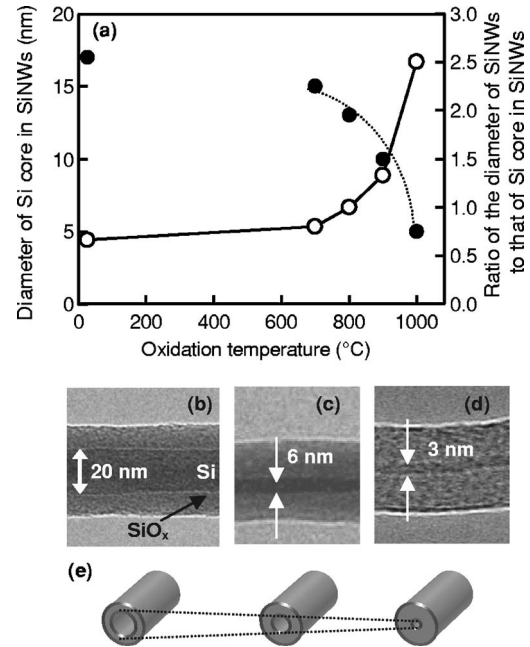 (a)
Diameter of Si core in SiNWs (nm)
20
15
10
5
0
3.0
2.5
2.0
1.5
1.0
0.5
0.0
Ratio of the diameter of SiNWs
to that of Si core in SiNWs
0 200 400 600 800 1000
Oxidation temperature (°C)
(b)
20 nm
Si
SiOₓ
(c)
6 nm
(d)
3 nm
(e)